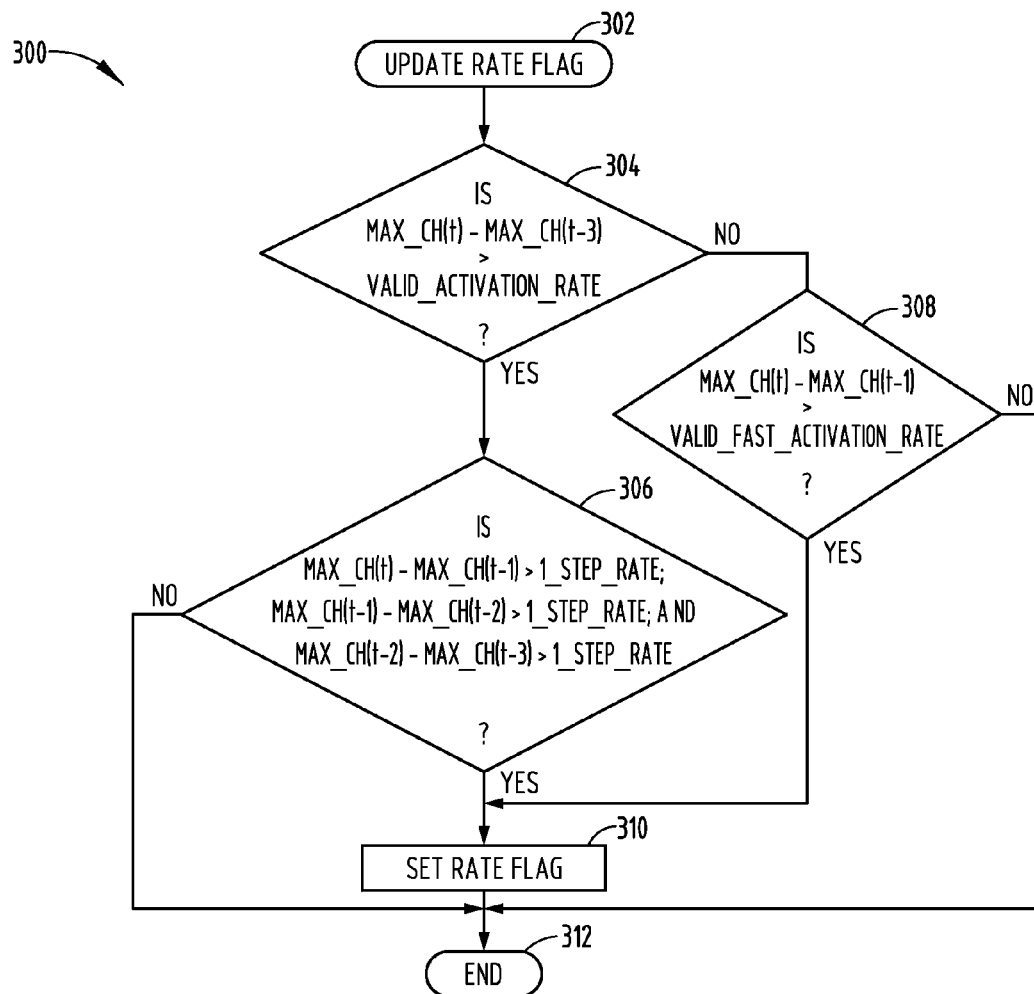 300
302
UPDATE RATE FLAG
304
IS
MAX_CH(t) - MAX_CH(t-3)
>
VALID_ACTIVATION_RATE
?
NO
YES
308
IS
MAX_CH(t) - MAX_CH(t-1)
>
VALID_FAST_ACTIVATION_RATE
?
NO
YES
306
IS
MAX_CH(t) - MAX_CH(t-1) > 1_STEP_RATE;
MAX_CH(t-1) - MAX_CH(t-2) > 1_STEP_RATE; A ND
MAX_CH(t-2) - MAX_CH(t-3) > 1_STEP_RATE
?
NO
YES
310
SET RATE FLAG
312
END